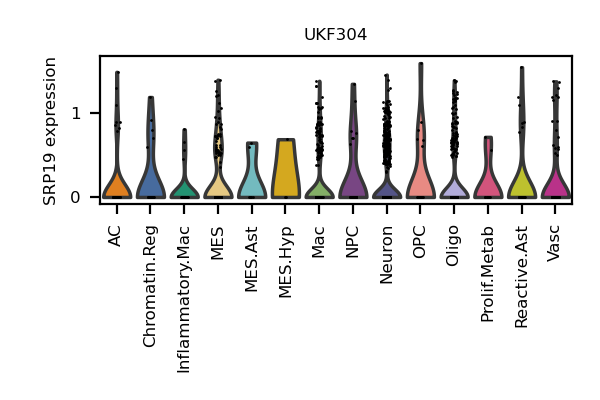 UKF304
SRP19 expression
1
0
AC
Chromatin.Reg
Inflammatory.Mac
MES
MES.Ast
MES.Hyp
Mac
NPC
Neuron
OPC
Oligo
Prolif.Metab
Reactive.Ast
Vasc